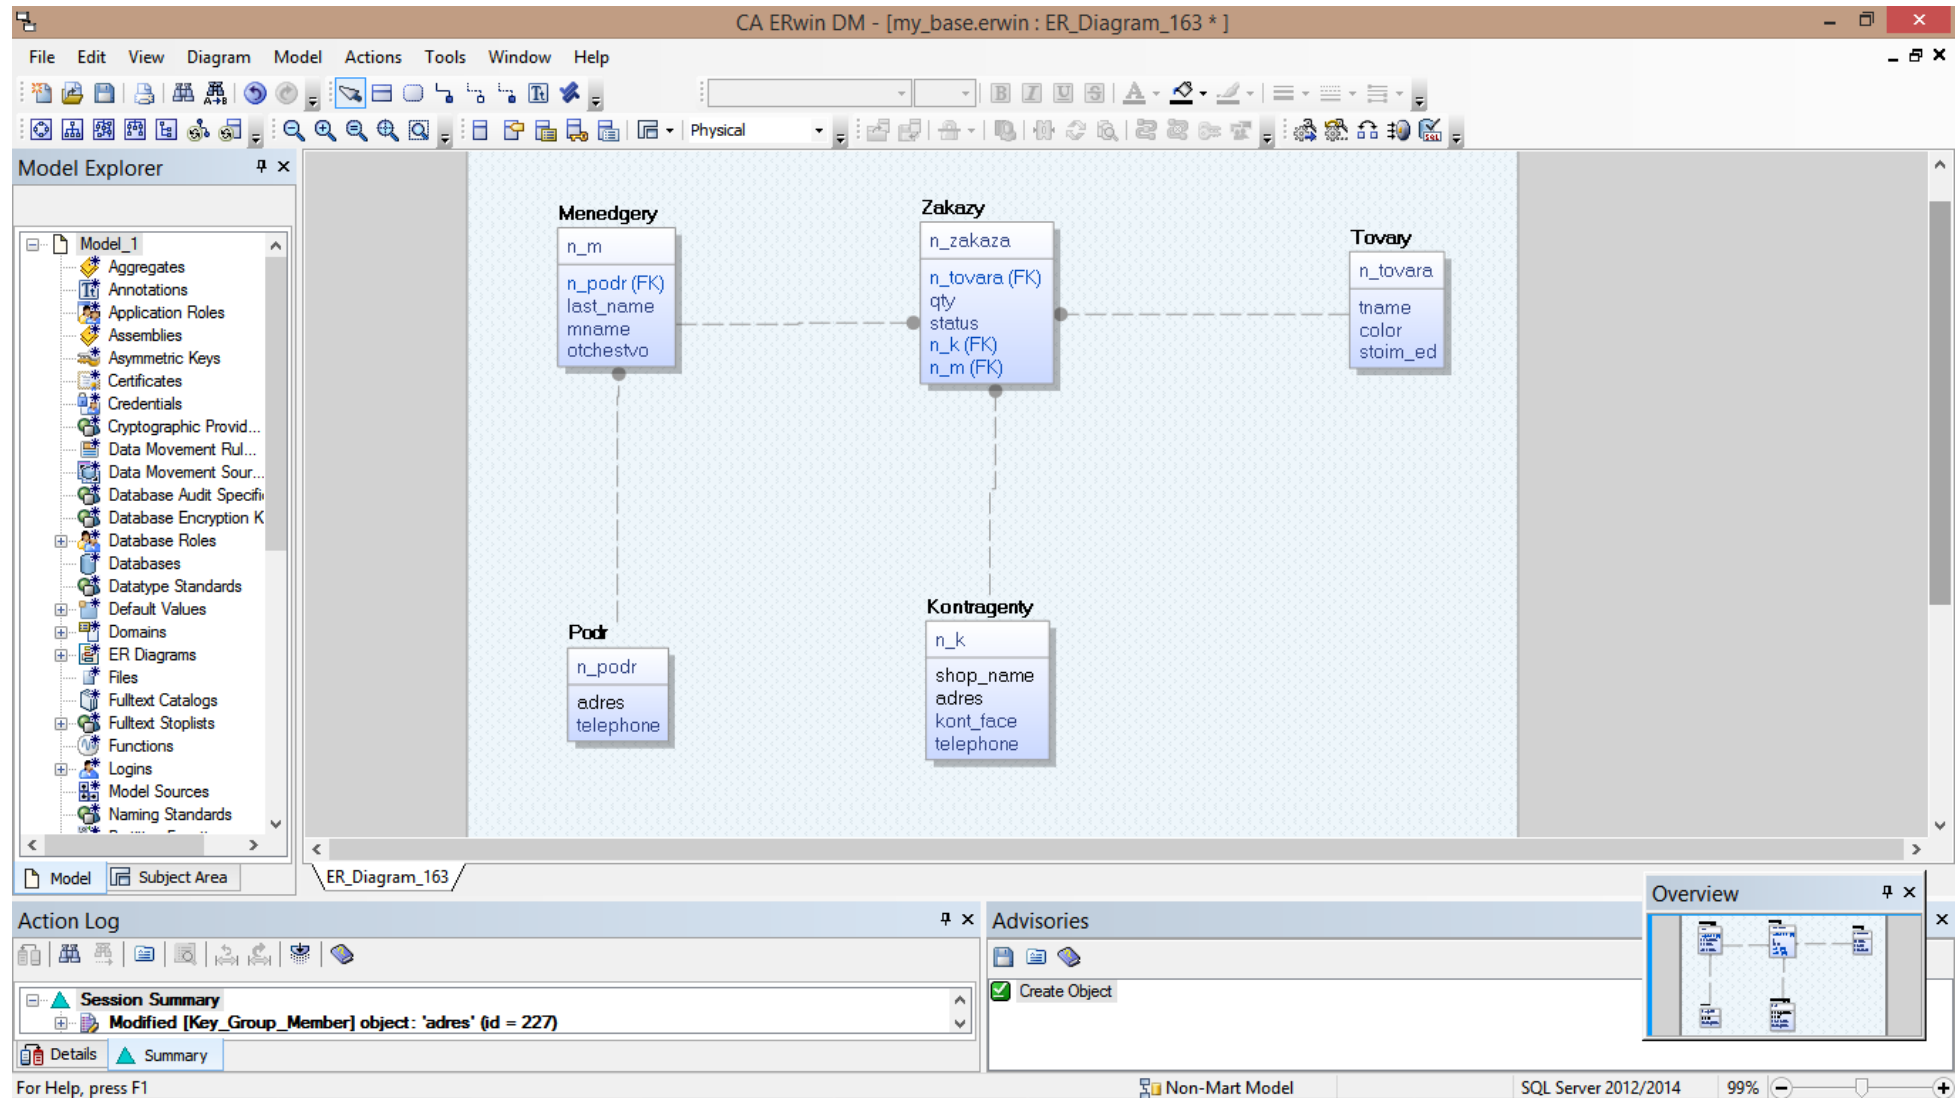 CA ERwin DM - [my_base.erwin : ER_Diagram_163 * ]
File Edit View Diagram Model Actions Tools Window Help
Physical
Model Explorer
Model_1
Aggregates
Annotations
Application Roles
Assemblies
Asymmetric Keys
Certificates
Credentials
Cryptographic Provid...
Data Movement Rul...
Data Movement Sour...
Database Audit Specifi
Database Encryption K
Database Roles
Databases
Datatype Standards
Default Values
Domains
ER Diagrams
Files
Fulltext Catalogs
Fulltext Stoplists
Functions
Logins
Model Sources
Naming Standards
Model Subject Area
Menedgery
n_m
n_podr (FK)
last_name
mname
otchestvo
Zakazy
n_zakaza
n_tovara (FK)
qty
status
n_k (FK)
n_m (FK)
Tovary
n_tovara
tname
color
stoim_ed
Podr
n_podr
adres
telephone
Kontragenty
n_k
shop_name
adres
kont_face
telephone
ER_Diagram_163
Action Log
Session Summary
Modified [Key_Group_Member] object: 'adres' (id = 227)
Details Summary
Advisories
Create Object
Overview
For Help, press F1
Non-Mart Model
SQL Server 2012/2014
99%